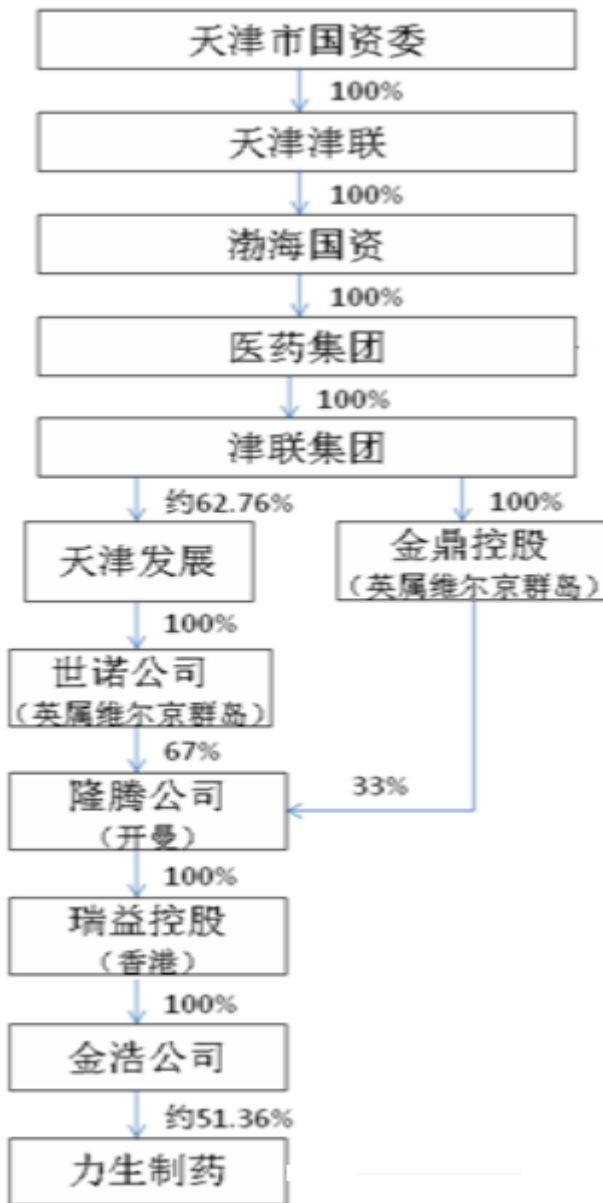 天津市国资委
100%
天津津联
100%
渤海国资
100%
医药集团
100%
津联集团
约62.76%
100%
天津发展
金鼎控股
（英属维尔京群岛）
100%
世诺公司
（英属维尔京群岛）
67%
33%
隆腾公司
（开曼）
100%
瑞益控股
（香港）
100%
金浩公司
约51.36%
力生制药